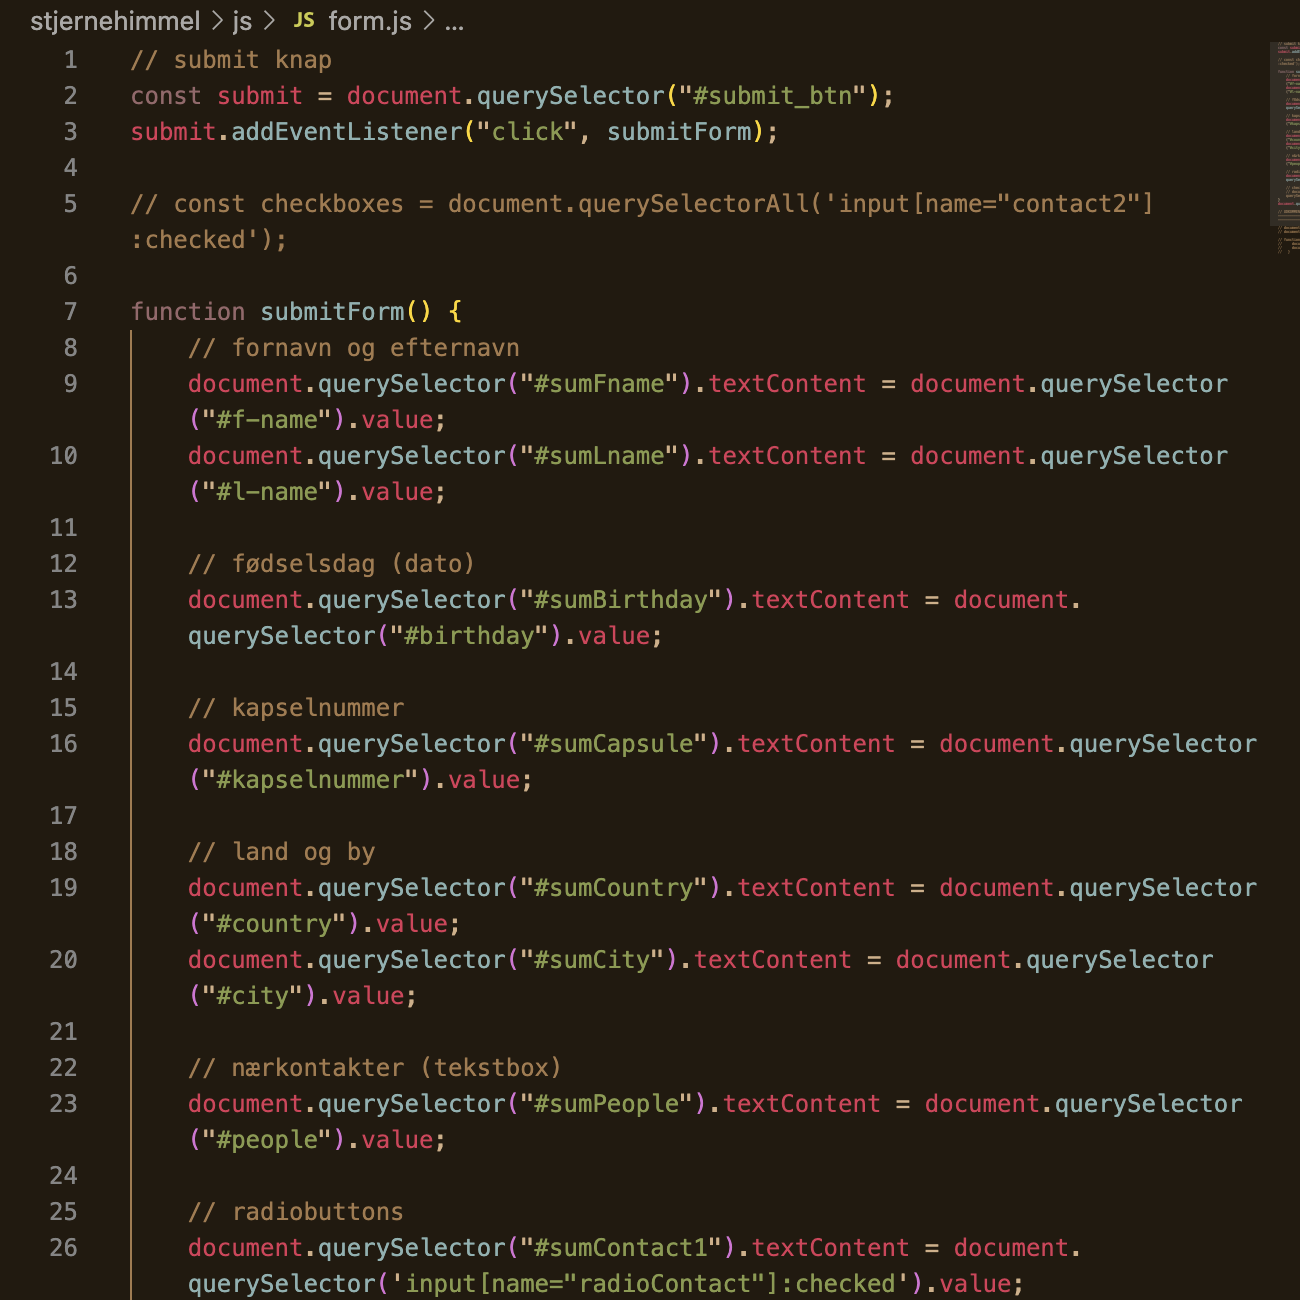 stjernehimmel > js > JS form.js > ...
1 // submit knap
2 const submit = document.querySelector("#submit_btn");
3 submit.addEventListener("click", submitForm);
4
5 // const checkboxes = document.querySelectorAll('input[name="contact2"]
:checked');
6
7 function submitForm() {
8 // fornavn og efternavn
9 document.querySelector("#sumFname").textContent = document.querySelector
("#f-name").value;
10 document.querySelector("#sumLname").textContent = document.querySelector
("#l-name").value;
11
12 // fødselsdag (dato)
13 document.querySelector("#sumBirthday").textContent = document.
querySelector("#birthday").value;
14
15 // kapselnummer
16 document.querySelector("#sumCapsule").textContent = document.querySelector
("#kapselnummer").value;
17
18 // land og by
19 document.querySelector("#sumCountry").textContent = document.querySelector
("#country").value;
20 document.querySelector("#sumCity").textContent = document.querySelector
("#city").value;
21
22 // nærkontakter (tekstbox)
23 document.querySelector("#sumPeople").textContent = document.querySelector
("#people").value;
24
25 // radiobuttons
26 document.querySelector("#sumContact1").textContent = document.
querySelector('input[name="radioContact"]:checked').value;